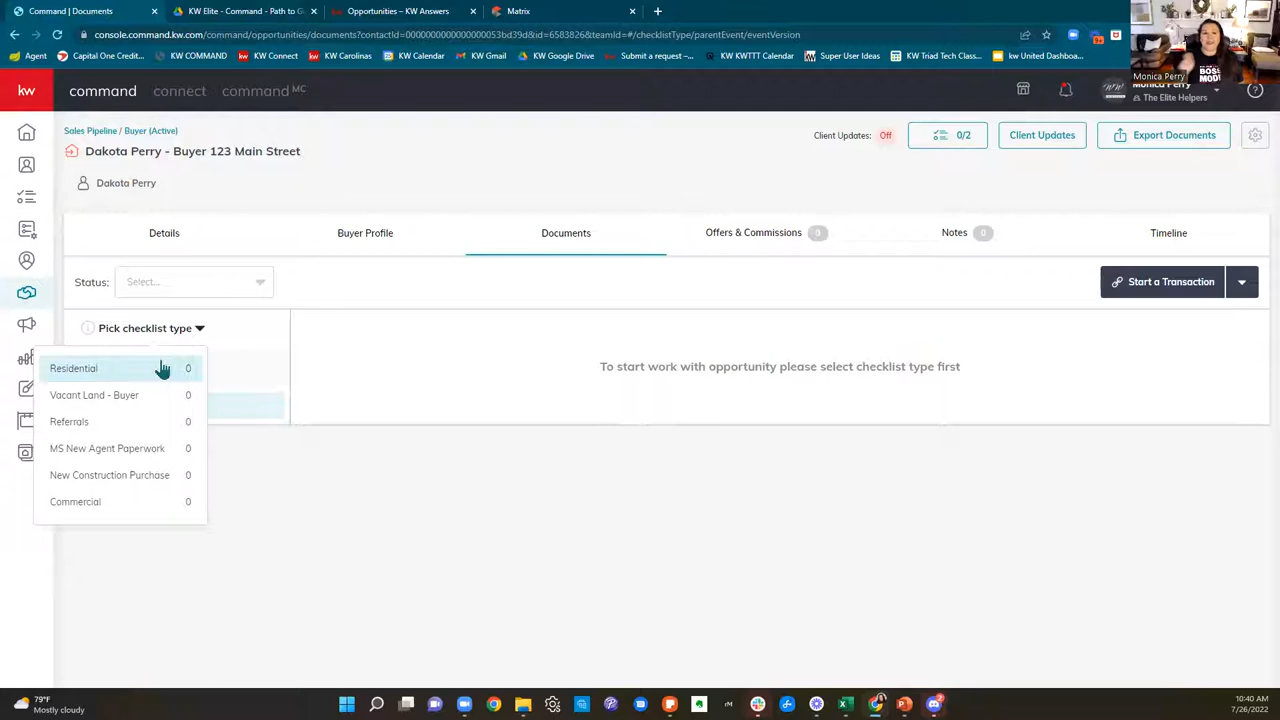 Command | Documents
KW Elite - Command - Path to G
Opportunities – KW Answers
Matrix
console.command.kw.com/command/opportunities/documents?contactId=0000000000000000053bd39d&id=6583826&teamId=#/checklistType/parentEvent/eventVersion
Agent
Capital One Credit...
KW COMMAND
KW Connect
KW Carolinas
KW Calendar
KW Gmail
KW Google Drive
Submit a request –...
KW KWTTT Calendar
Super User Ideas
KW Triad Tech Class...
kw United Dashboa...
Monica Perry
kw
command
connect
command MC
Monica Perry
The Elite Helpers
Sales Pipeline / Buyer (Active)
Dakota Perry - Buyer 123 Main Street
Client Updates: Off
0/2
Client Updates
Export Documents
Dakota Perry
Details
Buyer Profile
Documents
Offers & Commissions 0
Notes 0
Timeline
Status:
Select...
Start a Transaction
Pick checklist type
Residential 0
Vacant Land - Buyer 0
Referrals 0
MS New Agent Paperwork 0
New Construction Purchase 0
Commercial 0
To start work with opportunity please select checklist type first
79°F
Mostly cloudy
10:40 AM
7/26/2022